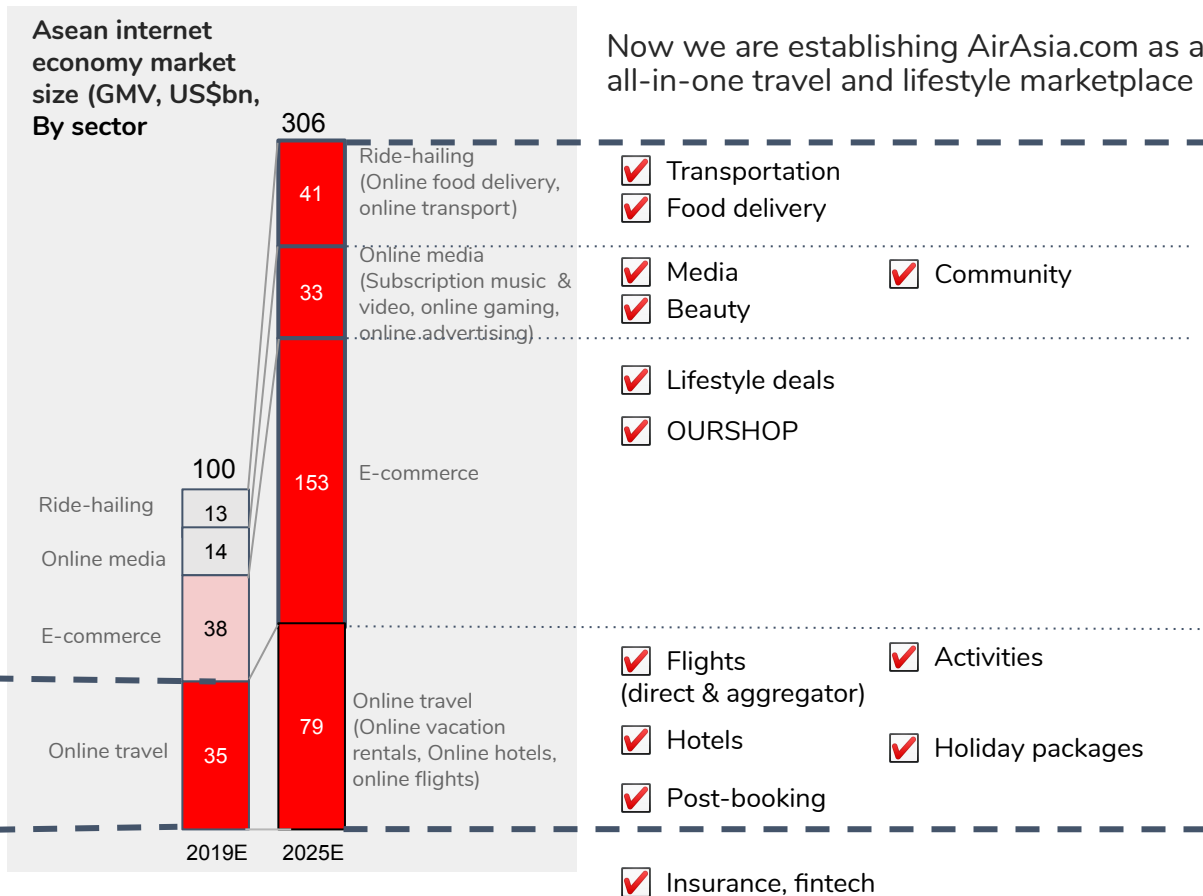 Asean internet
economy market
size (GMV, US$bn,
By sector
Now we are establishing AirAsia.com as a
all-in-one travel and lifestyle marketplace
306
41
33
153
79
Ride-hailing
(Online food delivery,
online transport)
Online media
(Subscription music & 
video, online gaming,
online advertising)
E-commerce
Online travel
(Online vacation
rentals, Online hotels,
online flights)
100
Ride-hailing
13
Online media
14
E-commerce
38
Online travel
35
2019E
2025E
Transportation
Food delivery
Media
Community
Beauty
Lifestyle deals
OURSHOP
Flights
(direct & aggregator)
Activities
Hotels
Holiday packages
Post-booking
Insurance, fintech